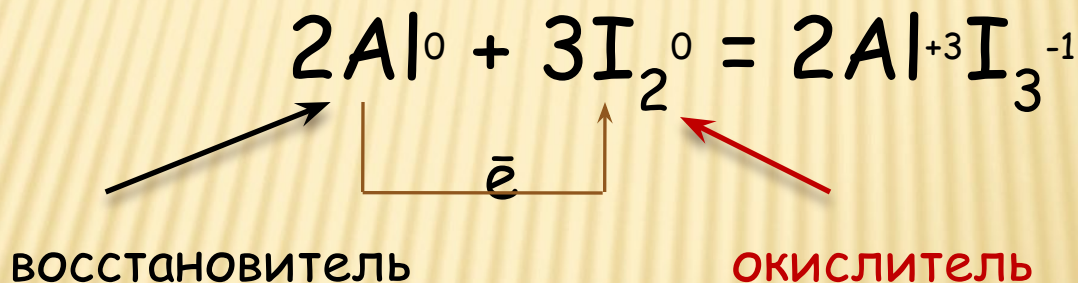 2Al⁰ + 3I₂⁰ = 2Al⁺³I₃⁻¹
ē
восстановитель окислитель